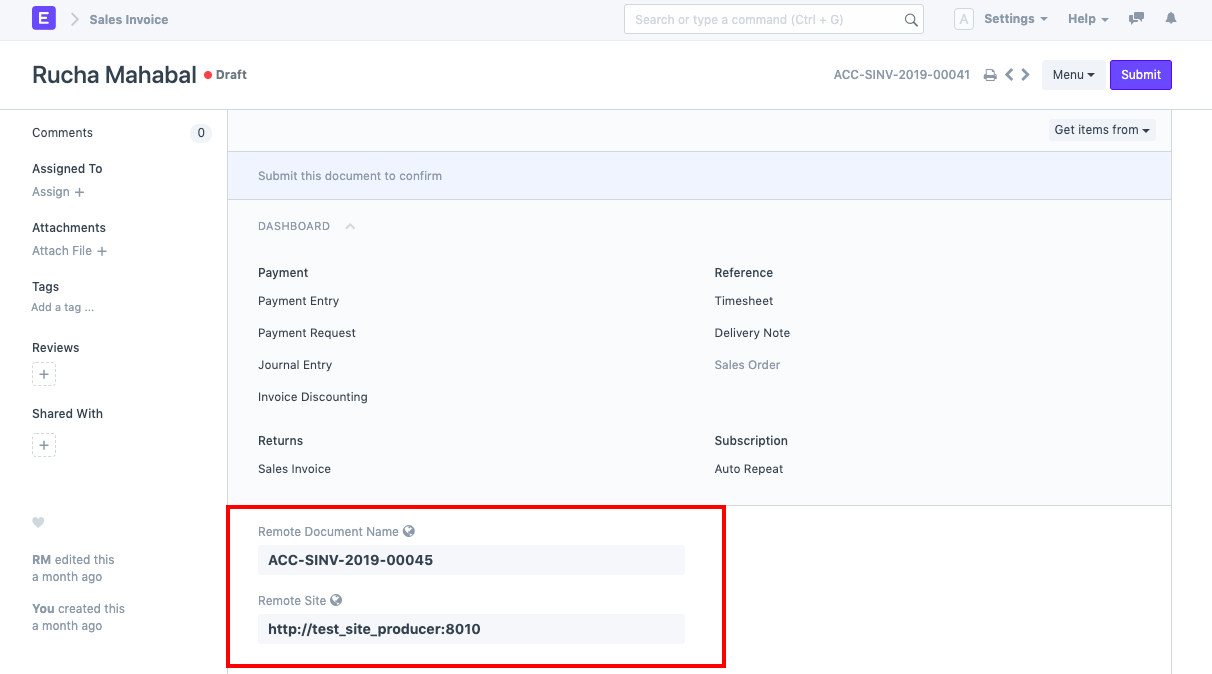 E Sales Invoice Search or type a command (Ctrl + G) A Settings Help
Rucha Mahabal Draft ACC-SINV-2019-00041 Menu Submit
Comments 0
Get items from
Submit this document to confirm
Assigned To
Assign +
Attachments
Attach File +
Tags
Add a tag ...
Reviews
+
Shared With
+
RM edited this
a month ago
You created this
a month ago
DASHBOARD
Payment
Payment Entry
Payment Request
Journal Entry
Invoice Discounting
Reference
Timesheet
Delivery Note
Sales Order
Returns
Sales Invoice
Subscription
Auto Repeat
Remote Document Name
ACC-SINV-2019-00045
Remote Site
http://test_site_producer:8010